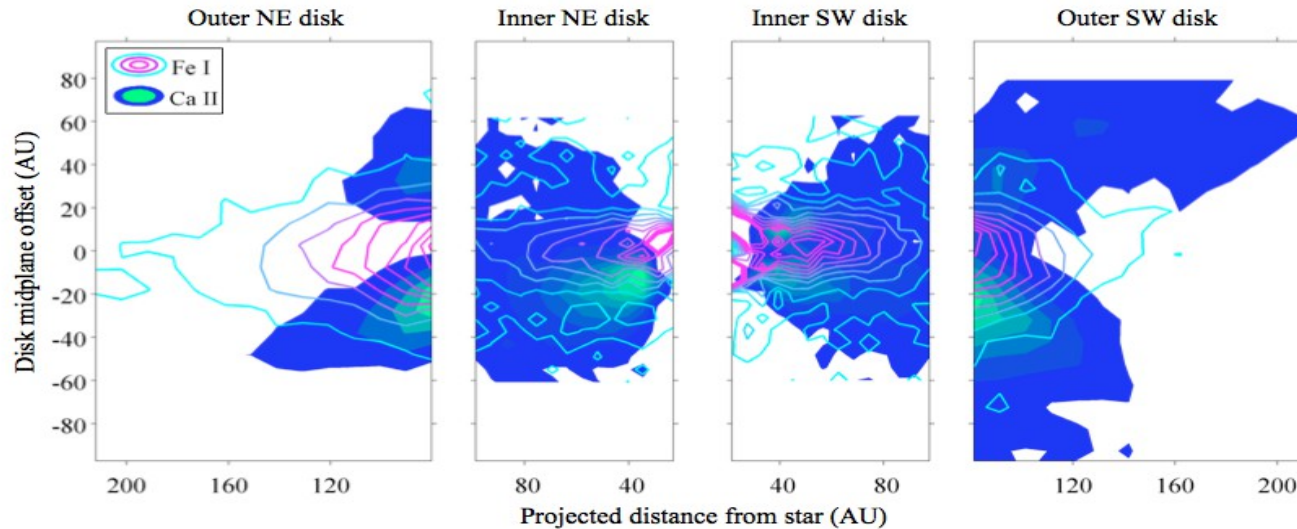 Outer NE disk Inner NE disk Inner SW disk Outer SW disk
Fe I
Ca II
80
60
40
20
0
-20
-40
-60
-80
Disk midplane offset (AU)
200 160 120 80 40 40 80 120 160 200
Projected distance from star (AU)